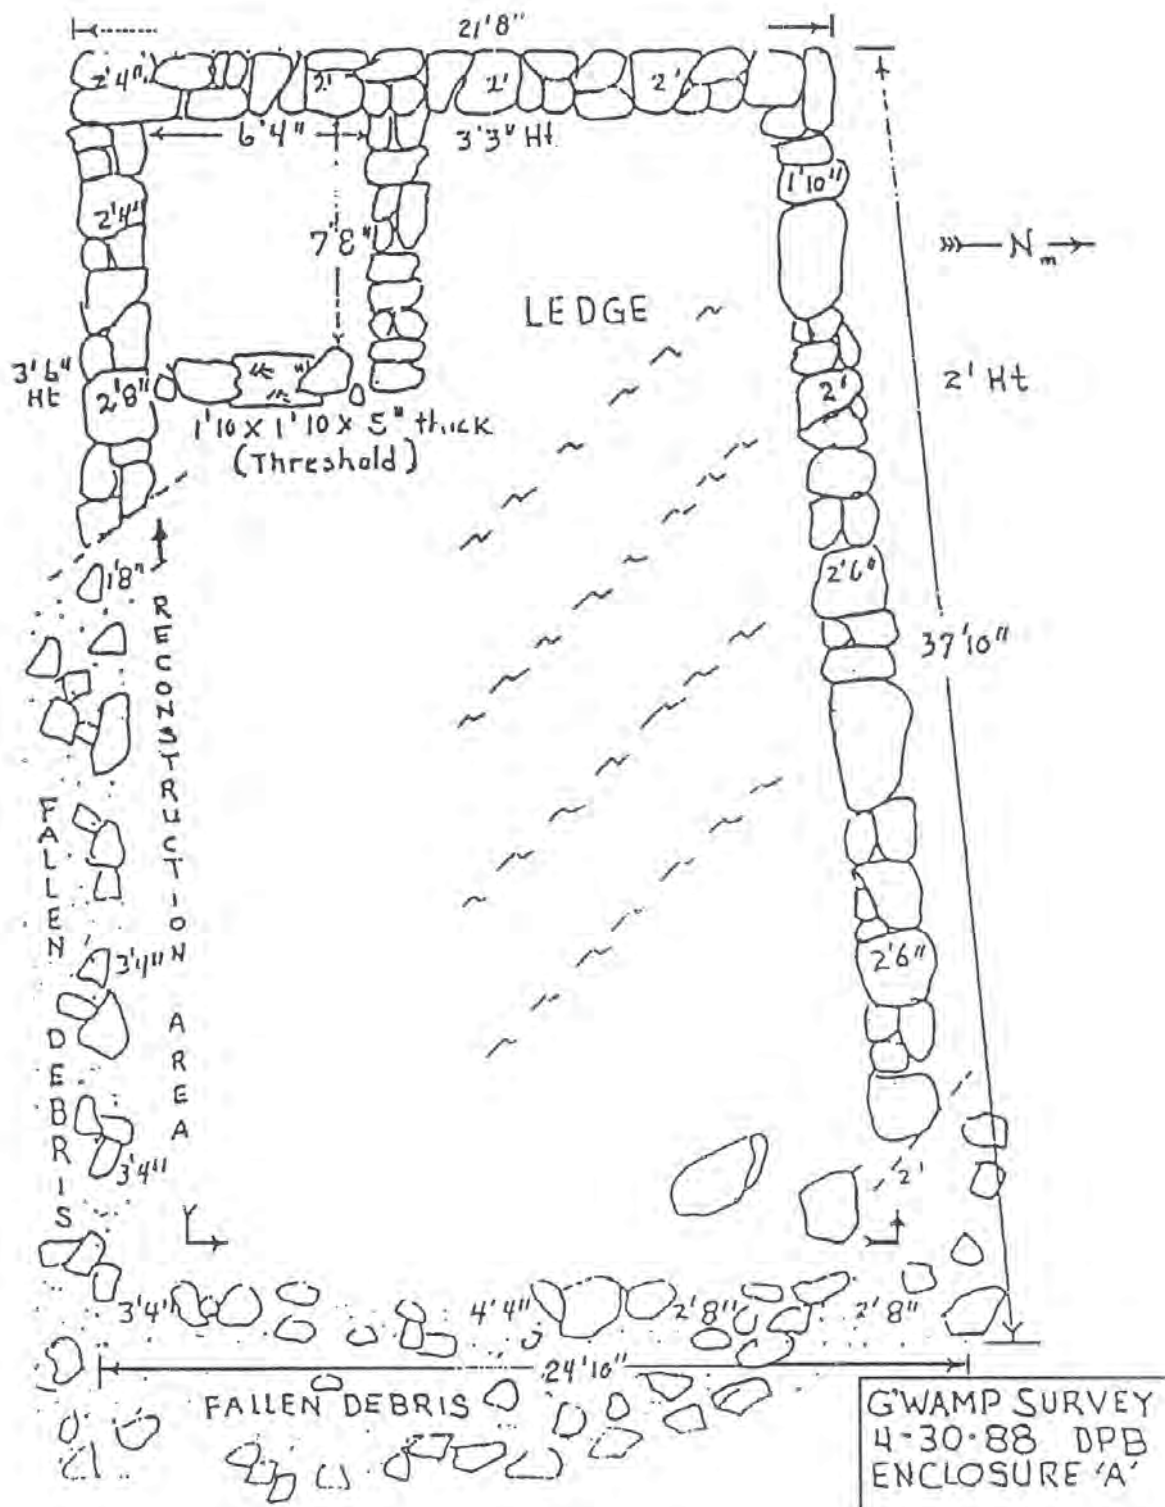 21'8"
2'4"
2'
2'
2'
6'4"
3'3" Ht
1'10"
2'4"
7'8"
N m
LEDGE
3'6"
Ht
2'8"
2'
2' Ht
1'10 x 1'10 x 5" thick
(Threshold)
1'8"
2'6"
RECONSTRUCTION AREA
37'10"
FALLEN DEBRIS
3'4"
2'6"
3'4"
2'
3'4"
4'4"
2'8"
2'8"
24'10"
FALLEN DEBRIS
G'WAMP SURVEY
4-30-88 DPB
ENCLOSURE 'A'